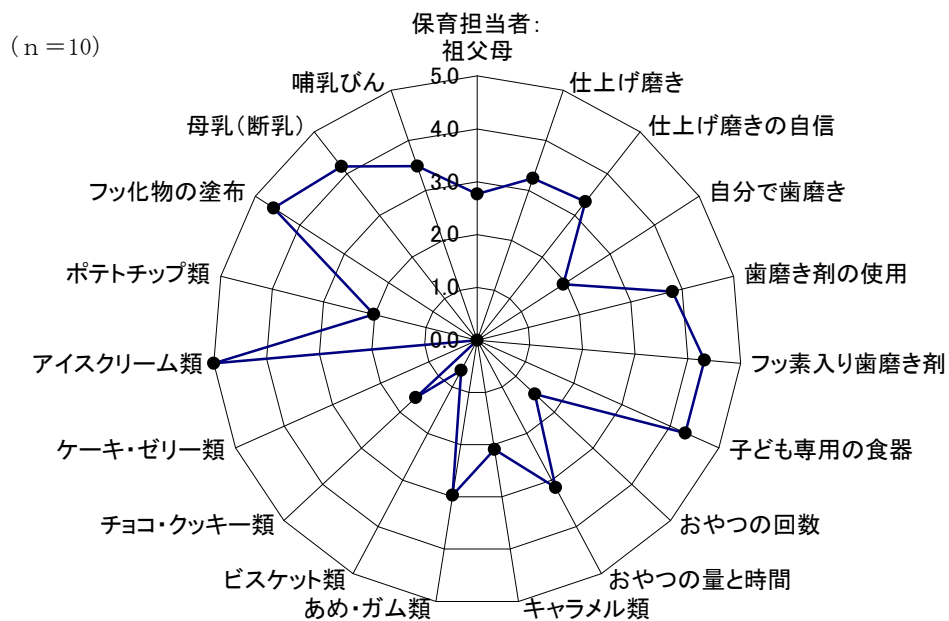 (n=10)
保育担当者:
祖父母
仕上げ磨き
仕上げ磨きの自信
自分で歯磨き
歯磨き剤の使用
フッ素入り歯磨き剤
子ども専用の食器
おやつの回数
おやつの量と時間
キャラメル類
あめ・ガム類
ビスケット類
チョコ・クッキー類
ケーキ・ゼリー類
アイスクリーム類
ポテトチップ類
フッ化物の塗布
母乳(断乳)
哺乳びん
5.0
4.0
3.0
2.0
1.0
0.0